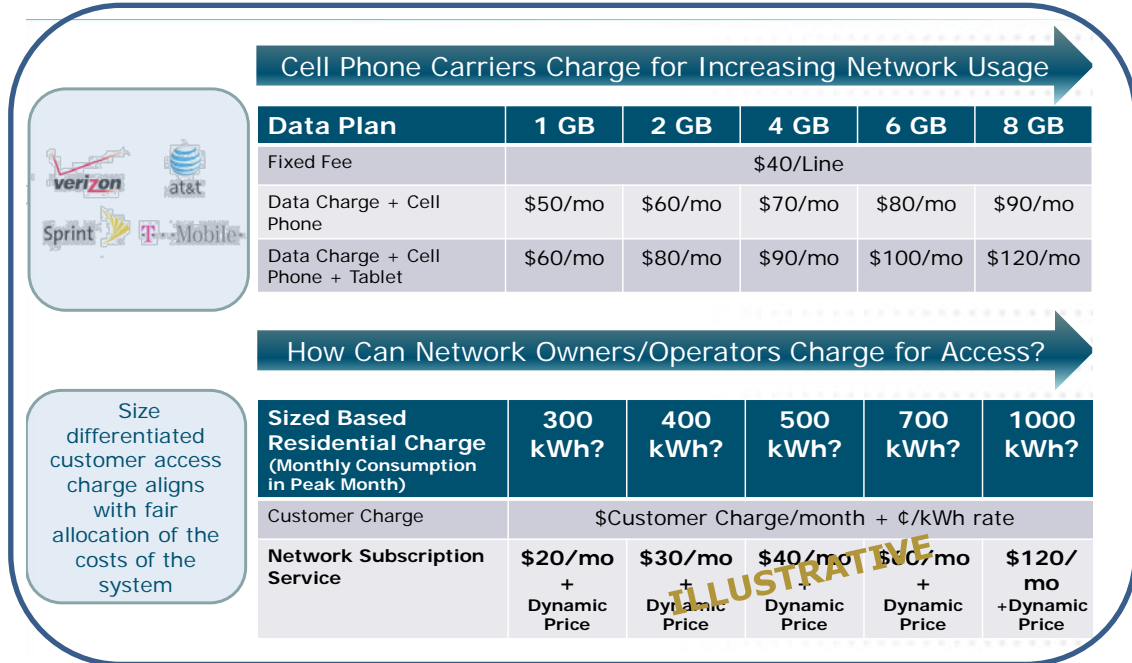 Cell Phone Carriers Charge for Increasing Network Usage
verizon
at&t
Sprint
T-Mobile
Data Plan 1 GB 2 GB 4 GB 6 GB 8 GB
Fixed Fee $40/Line
Data Charge + Cell
Phone
$50/mo $60/mo $70/mo $80/mo $90/mo
Data Charge + Cell
Phone + Tablet
$60/mo $80/mo $90/mo $100/mo $120/mo
How Can Network Owners/Operators Charge for Access?
Size
differentiated
customer access
charge aligns
with fair
allocation of the
costs of the
system
Sized Based
Residential Charge
(Monthly Consumption
in Peak Month)
300
kWh?
400
kWh?
500
kWh?
700
kWh?
1000
kWh?
Customer Charge $Customer Charge/month + ¢/kWh rate
Network Subscription
Service
$20/mo
+
Dynamic
Price
$30/mo
+
Dynamic
Price
$40/mo
+
Dynamic
Price
/mo
+
Dynamic
Price
$120/
mo
+Dynamic
Price
ILLUSTRATIVE